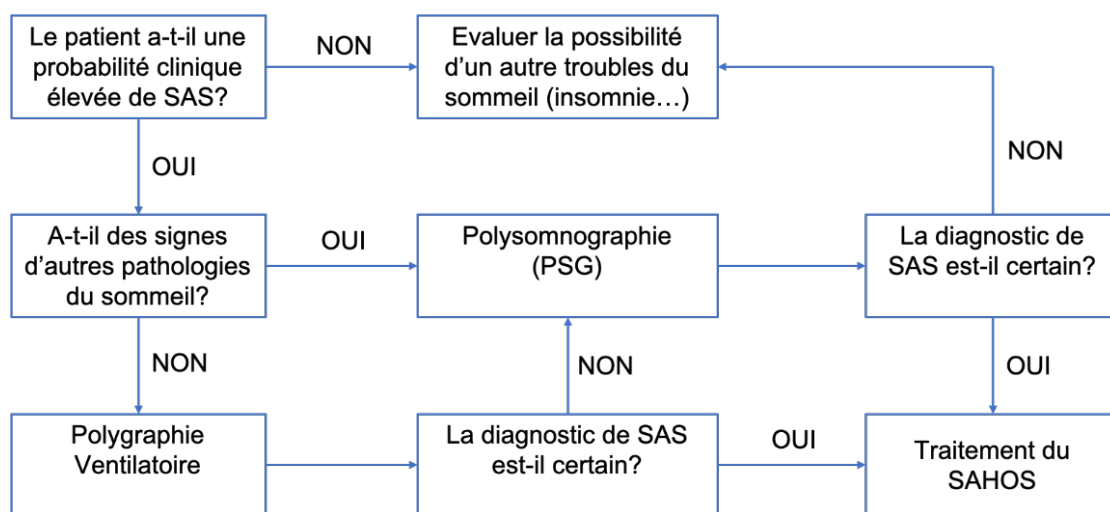 Le patient a-t-il une
probabilité clinique
élevée de SAS?
NON
Evaluer la possibilité
d'un autre troubles du
sommeil (insomnie…)
OUI
NON
A-t-il des signes
d'autres pathologies
du sommeil?
OUI
Polysomnographie
(PSG)
La diagnostic de
SAS est-il certain?
NON
NON
OUI
Polygraphie
Ventilatoire
La diagnostic de SAS
est-il certain?
OUI
Traitement du
SAHOS